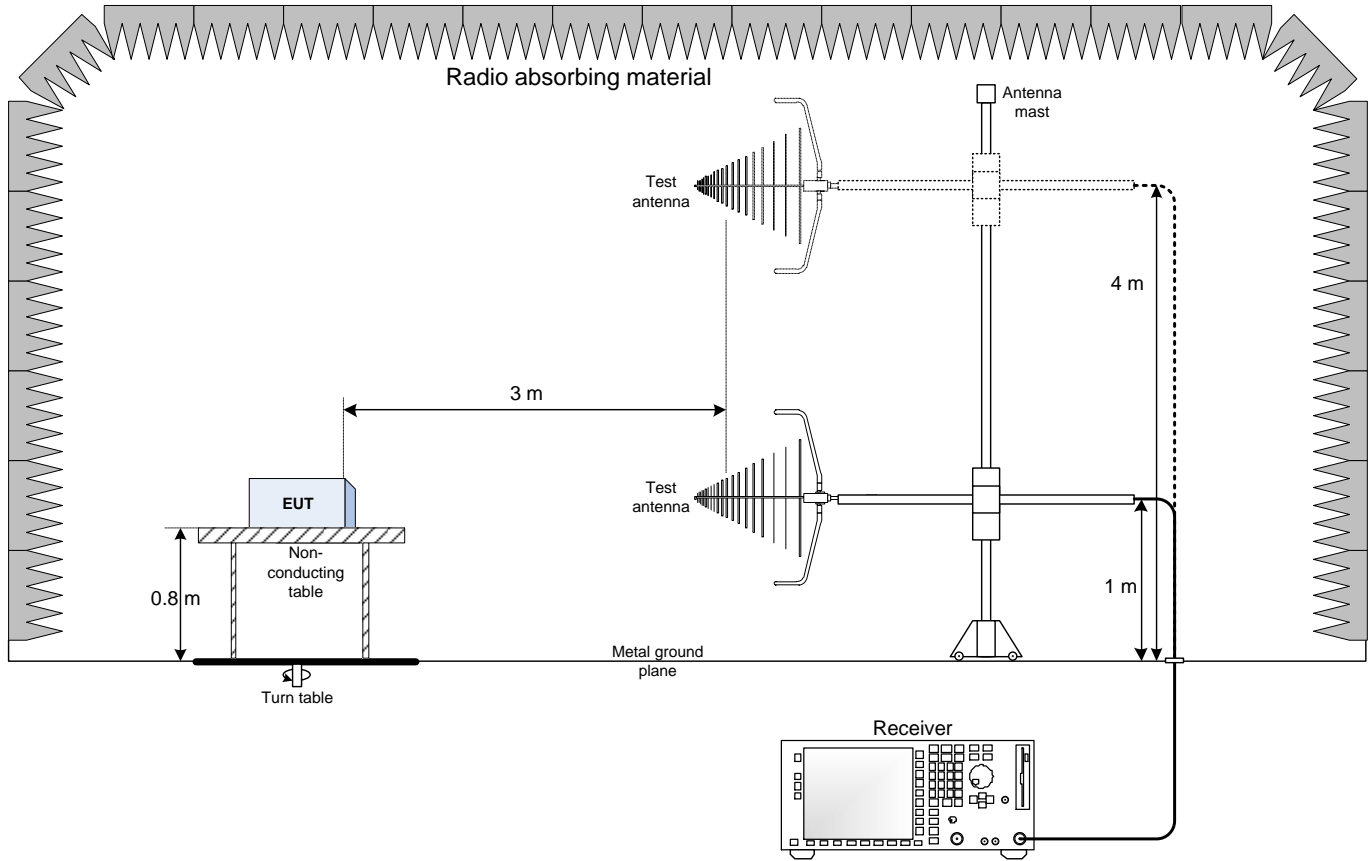 Radio absorbing material
Antenna
mast
Test
antenna
4 m
3 m
Test
antenna
EUT
Non-
conducting
table
0.8 m
1 m
Metal ground
plane
Turn table
Receiver